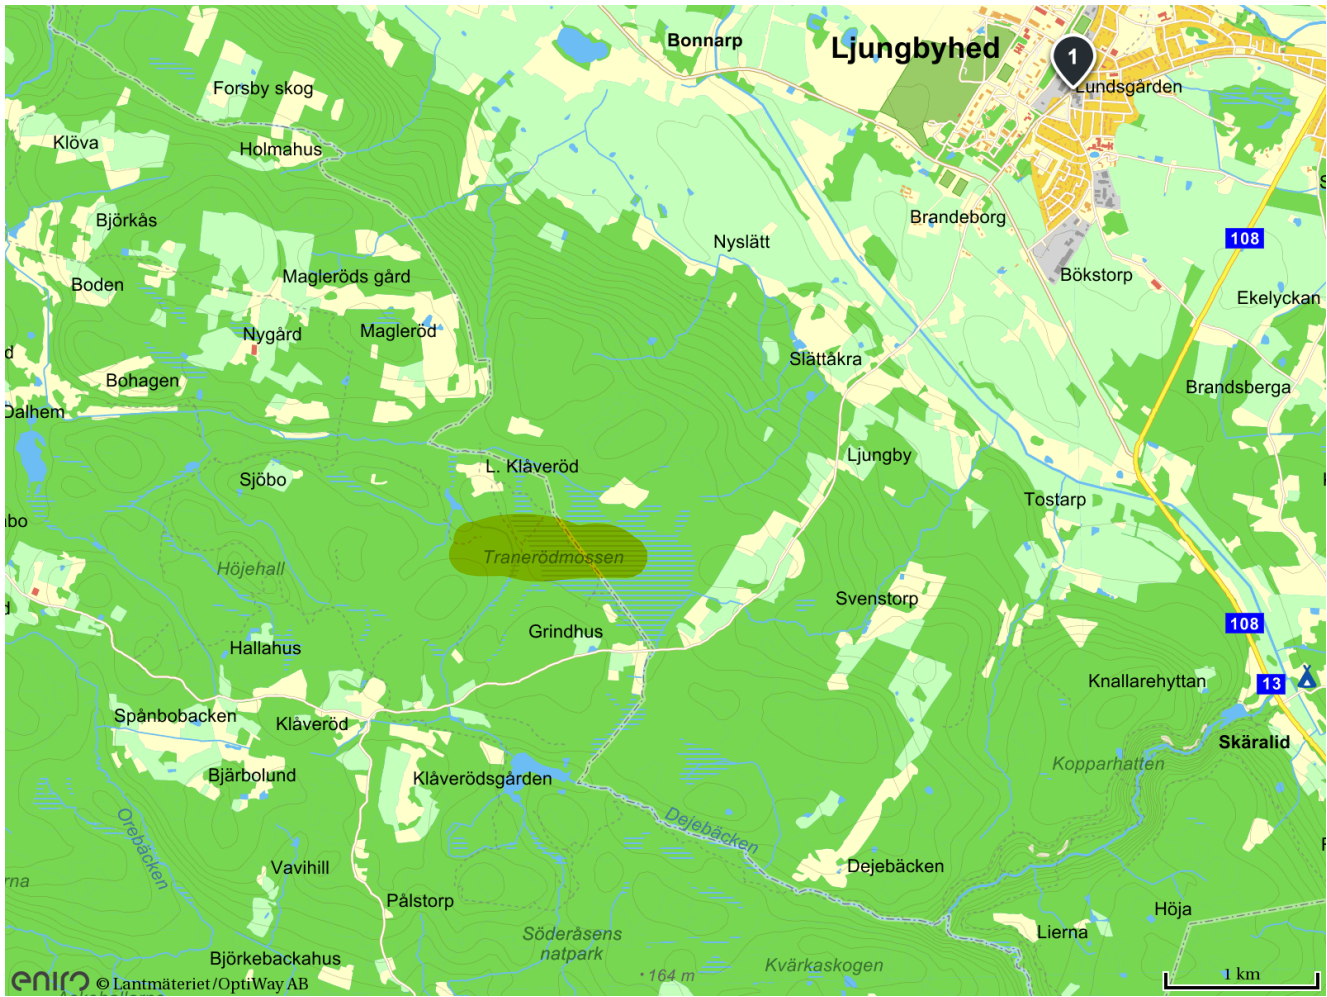 Bonnarp
Ljungbyhed
1
Lundsgården
Forsby skog
Klöva
Holmahus
Björkås
Brandeborg
108
Nyslätt
Boden
Magleröds gård
Bökstorp
Ekelyckan
Nygård
Magleröd
d
Slättåkra
Bohagen
Brandsberga
Dalhem
Ljungby
L. Klåveröd
Sjöbo
Tostarp
bo
Tranerödmossen
Höjehall
Svenstorp
d
108
Grindhus
Hallahus
Knallarehyttan
13
Spånbobacken
Klåveröd
Skäralid
Kopparhatten
Bjärbolund
Klåverödsgården
Dejebäcken
Orebäcken
Vavihill
Dejebäcken
rna
Pålstorp
Höja
Söderåsens
natpark
Lierna
Björkebackahus
Kvärkaskogen
164 m
1 km
eniro © Lantmäteriet/OptiWay AB